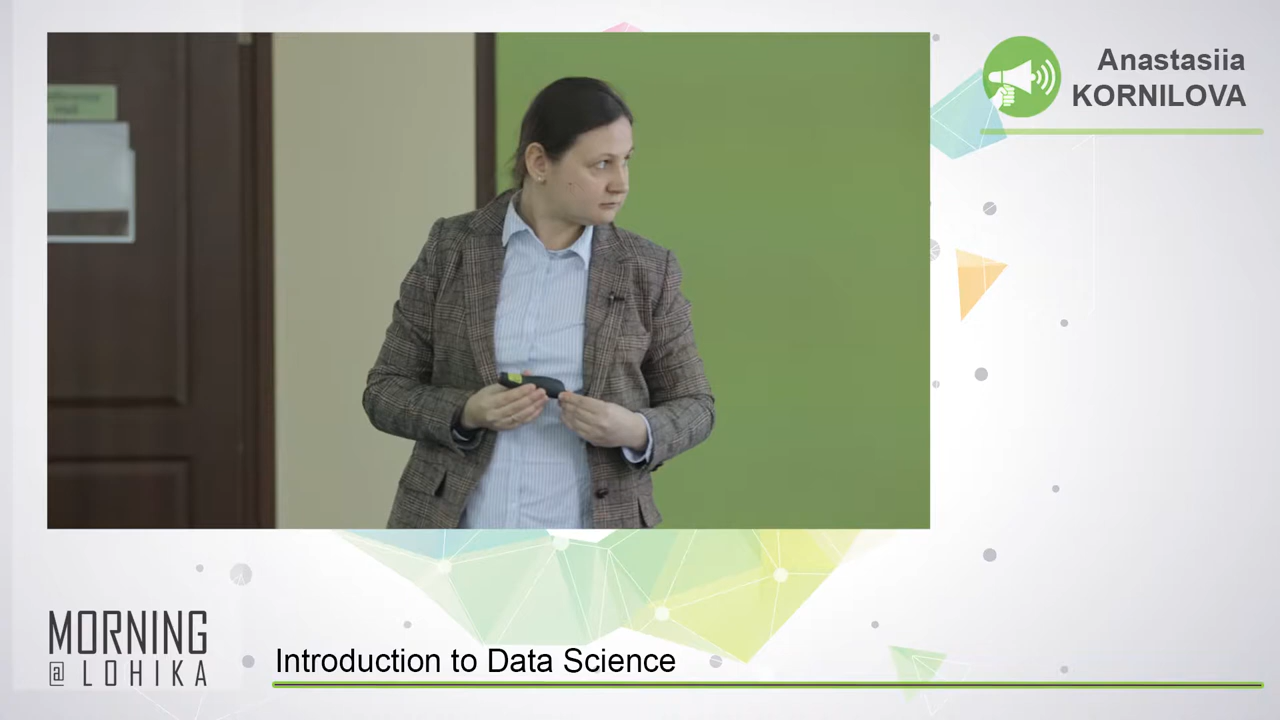 Anastasiia
KORNILOVA
MORNING
@ LOHIKA
Introduction to Data Science